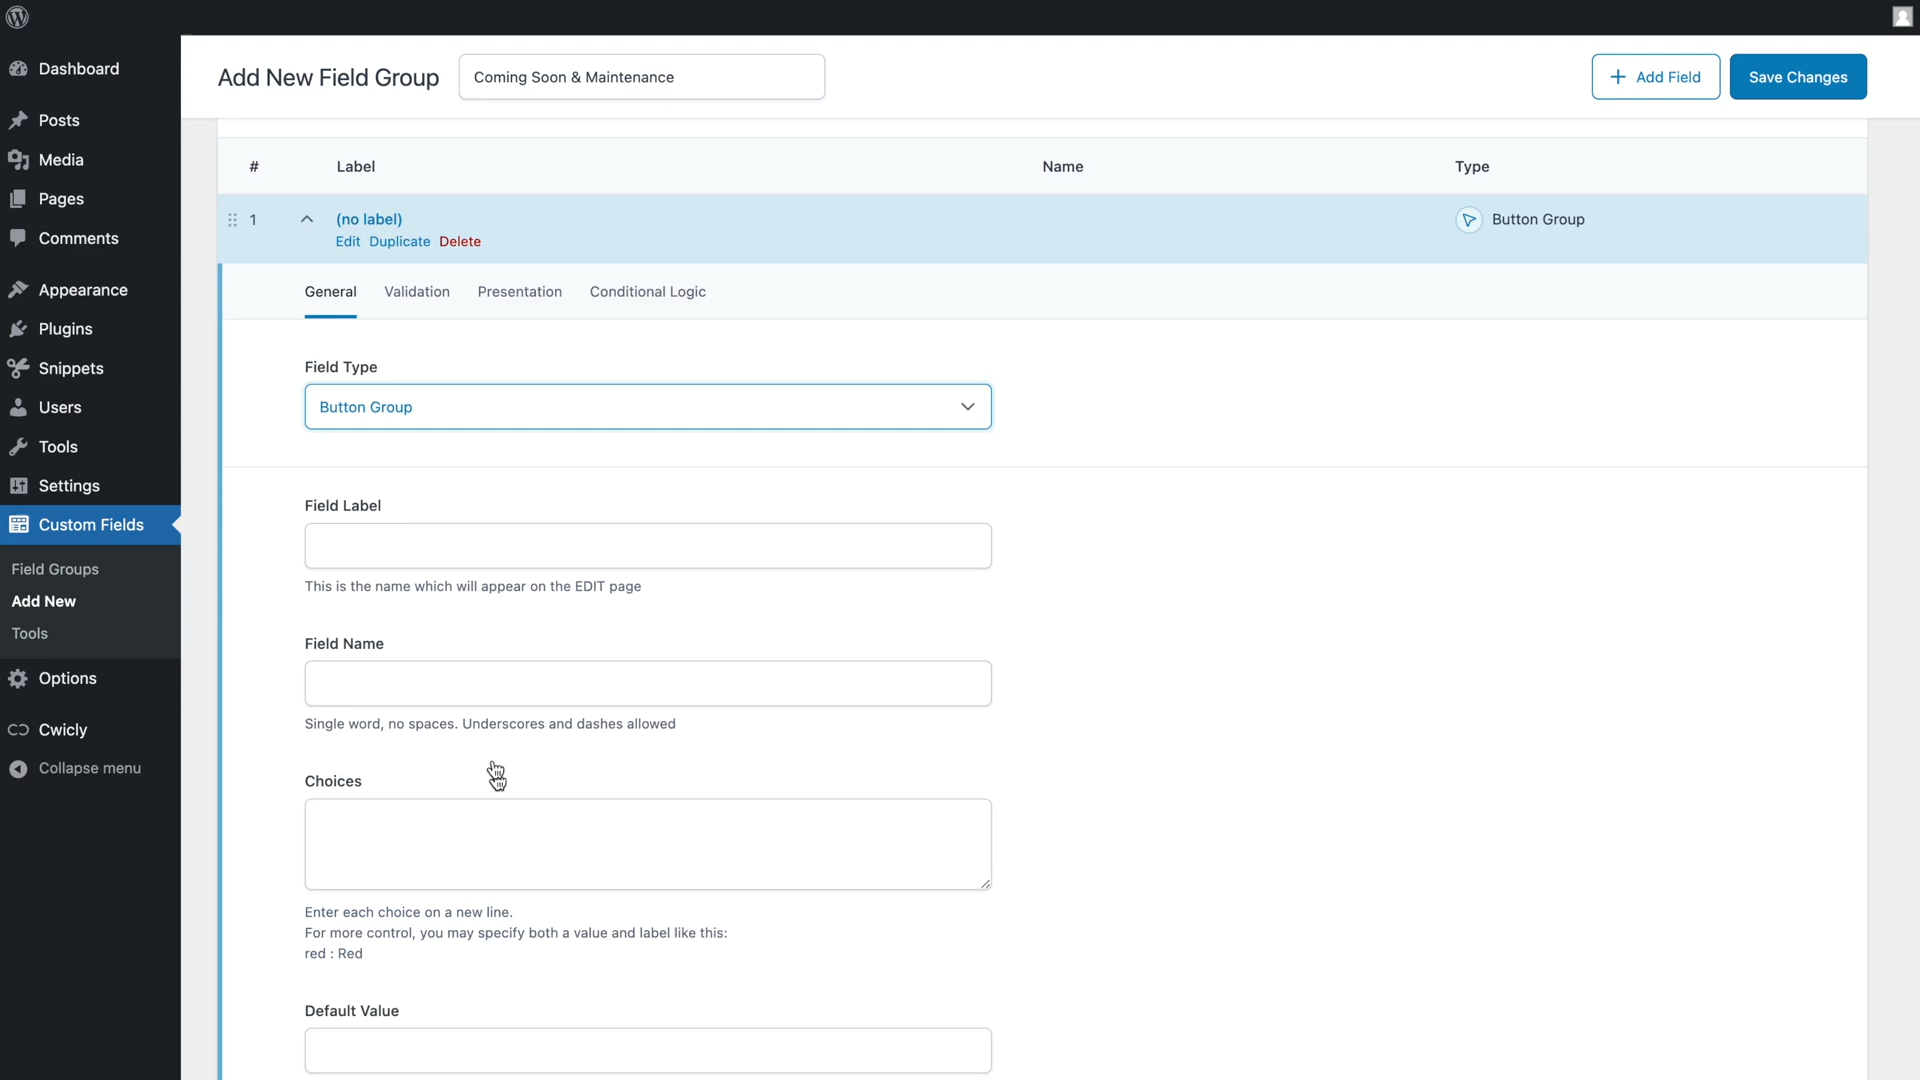 Dashboard
Posts
Media
Pages
Comments
Appearance
Plugins
Snippets
Users
Tools
Settings
Custom Fields
Field Groups
Add New
Tools
Options
Cwicly
Collapse menu
Add New Field Group
Coming Soon & Maintenance
Add Field
Save Changes
# Label Name Type
1 (no label) Button Group
Edit Duplicate Delete
General Validation Presentation Conditional Logic
Field Type
Button Group
Field Label
This is the name which will appear on the EDIT page
Field Name
Single word, no spaces. Underscores and dashes allowed
Choices
Enter each choice on a new line.
For more control, you may specify both a value and label like this:
red : Red
Default Value